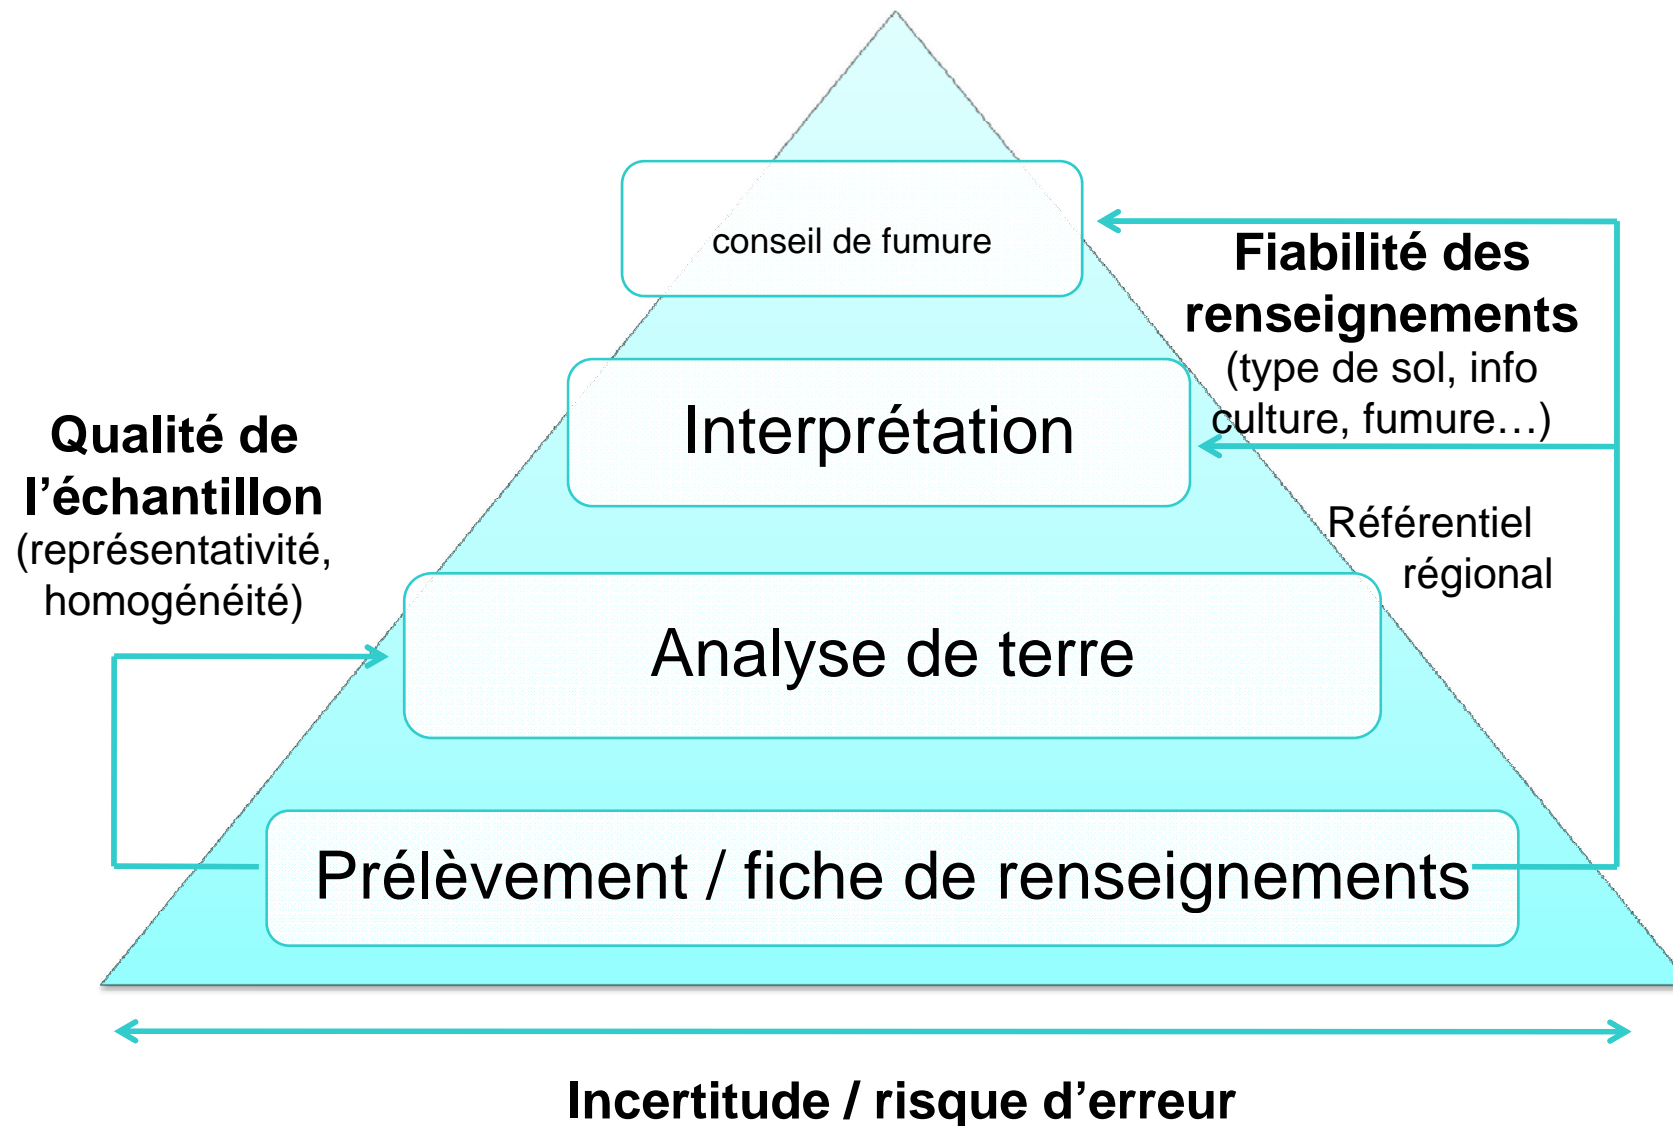 conseil de fumure
Fiabilité des
renseignements
(type de sol, info
culture, fumure…)
Interprétation
Qualité de
l’échantillon
(représentativité,
homogénéité)
Référentiel
régional
Analyse de terre
Prélèvement / fiche de renseignements
Incertitude / risque d’erreur